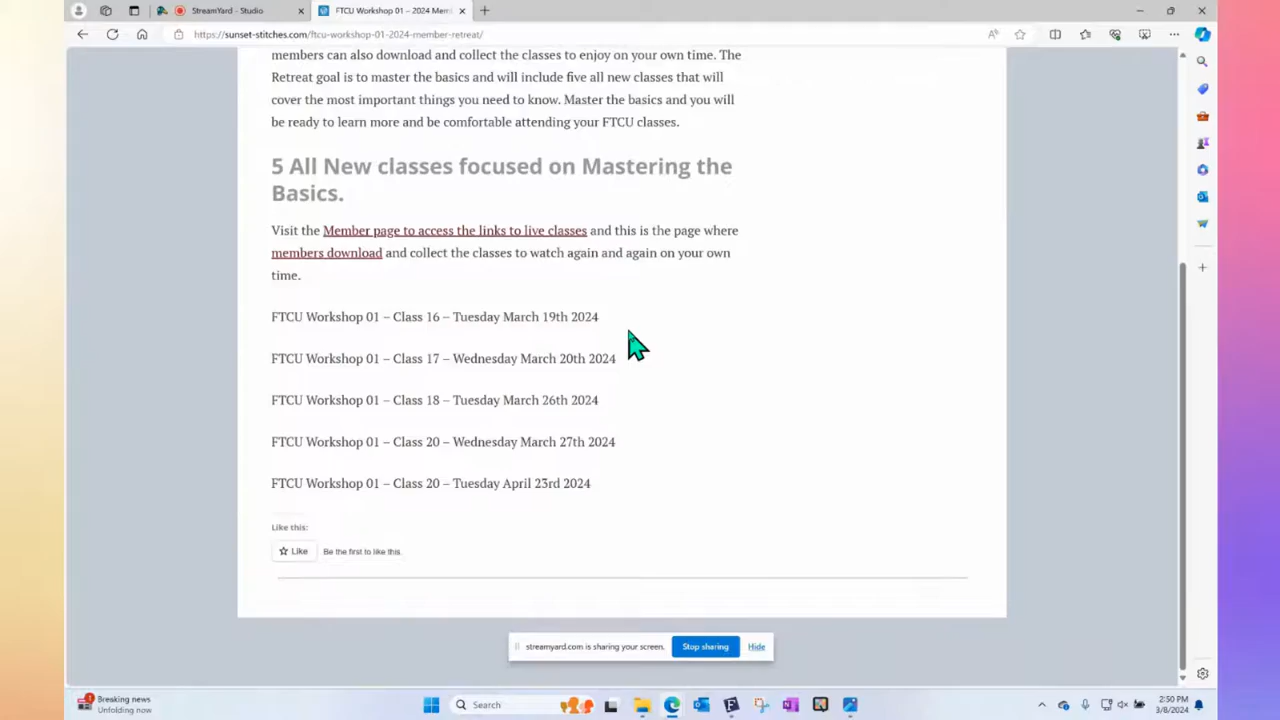 StreamYard - Studio
FTCU Workshop 01 – 2024 Mem
https://sunset-stitches.com/ftcu-workshop-01-2024-member-retreat/
members can also download and collect the classes to enjoy on your own time. The
Retreat goal is to master the basics and will include five all new classes that will
cover the most important things you need to know. Master the basics and you will
be ready to learn more and be comfortable attending your FTCU classes.
5 All New classes focused on Mastering the
Basics.
Visit the Member page to access the links to live classes and this is the page where
members download and collect the classes to watch again and again on your own
time.
FTCU Workshop 01 – Class 16 – Tuesday March 19th 2024
FTCU Workshop 01 – Class 17 – Wednesday March 20th 2024
FTCU Workshop 01 – Class 18 – Tuesday March 26th 2024
FTCU Workshop 01 – Class 20 – Wednesday March 27th 2024
FTCU Workshop 01 – Class 20 – Tuesday April 23rd 2024
Like this:
Like Be the first to like this.
streamyard.com is sharing your screen. Stop sharing Hide
Breaking news
Unfolding now
Search
2:50 PM
3/8/2024